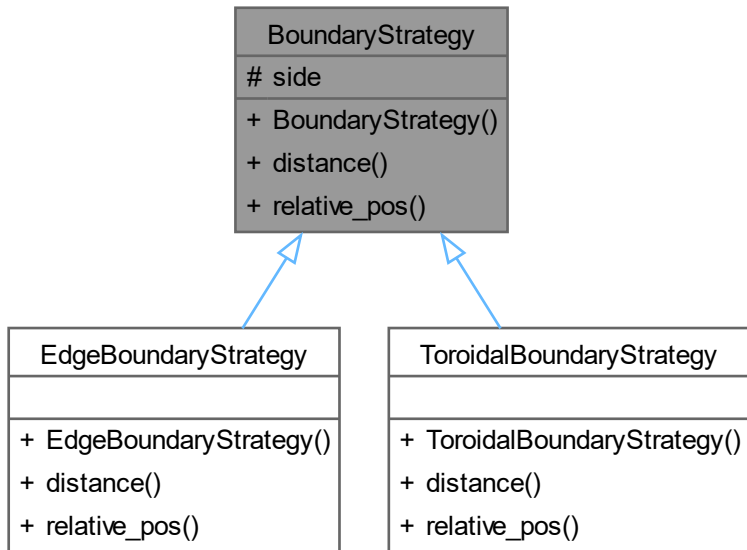 BoundaryStrategy
# side
+ BoundaryStrategy()
+ distance()
+ relative_pos()
EdgeBoundaryStrategy
+ EdgeBoundaryStrategy()
+ distance()
+ relative_pos()
ToroidalBoundaryStrategy
+ ToroidalBoundaryStrategy()
+ distance()
+ relative_pos()